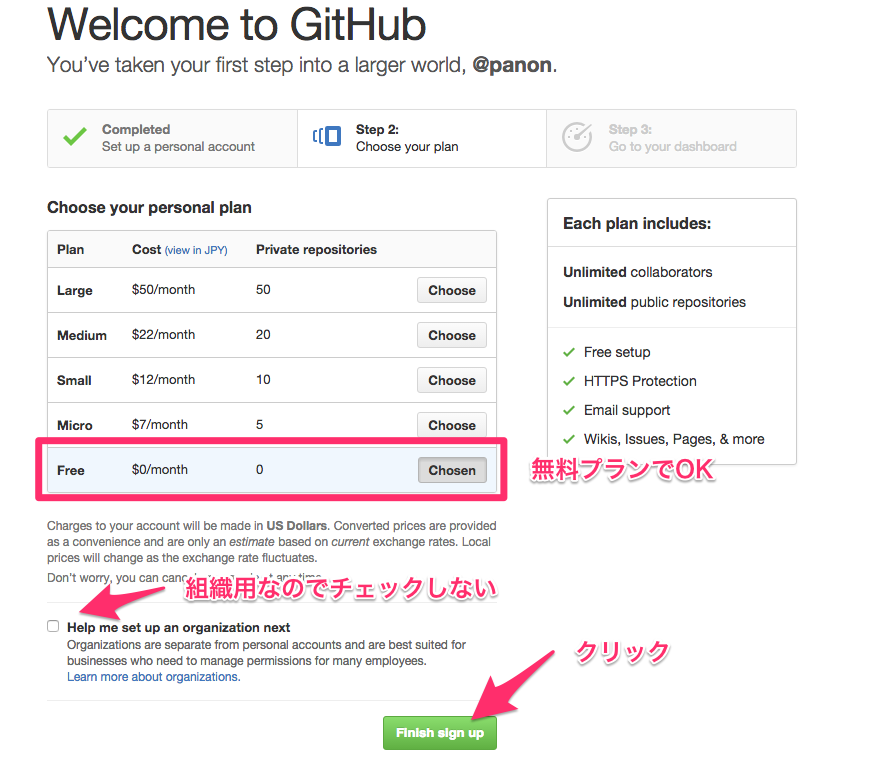 Welcome to GitHub
You've taken your first step into a larger world, @panon.
Completed
Set up a personal account
Step 2:
Choose your plan
Step 3:
Go to your dashboard
Choose your personal plan
Plan Cost (view in JPY) Private repositories
Large $50/month 50 Choose
Medium $22/month 20 Choose
Small $12/month 10 Choose
Micro $7/month 5 Choose
Free $0/month 0 Chosen
無料プランでOK
Each plan includes:
Unlimited collaborators
Unlimited public repositories
Free setup
HTTPS Protection
Email support
Wikis, Issues, Pages, & more
Charges to your account will be made in US Dollars. Converted prices are provided
as a convenience and are only an estimate based on current exchange rates. Local
prices will change as the exchange rate fluctuates.
Don't worry, you can
組織用なのでチェックしない
Help me set up an organization next
Organizations are separate from personal accounts and are best suited for
businesses who need to manage permissions for many employees.
Learn more about organizations.
クリック
Finish sign up